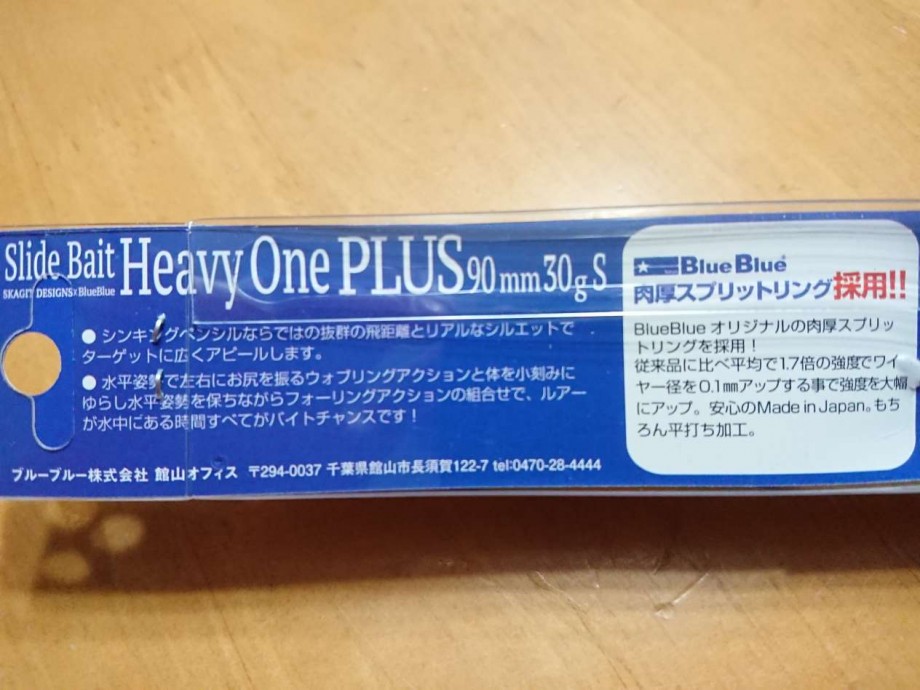 Slide Bait Heavy One PLUS 90mm 30g S
SKAGIT DESIGNS×BlueBlue
● シンキングペンシルならではの抜群の飛距離とリアルなシルエットで
ターゲットに広くアピールします。
● 水平姿勢で左右にお尻を振るウォブリングアクションと体を小刻みに
ゆらし水平姿勢を保ちながらフォーリングアクションの組合せで、ルアー
が水中にある時間すべてがバイトチャンスです！
ブルーブルー株式会社 館山オフィス 〒294-0037 千葉県館山市長須賀122-7 tel:0470-28-4444
BlueBlue
肉厚スプリットリング採用!!
BlueBlue オリジナルの肉厚スプリッ
トリングを採用！
従来品に比べ平均で1.7倍の強度でワイ
ヤー径を0.1㎜アップする事で強度を大幅
にアップ。安心のMade in Japan。もち
ろん平打ち加工。